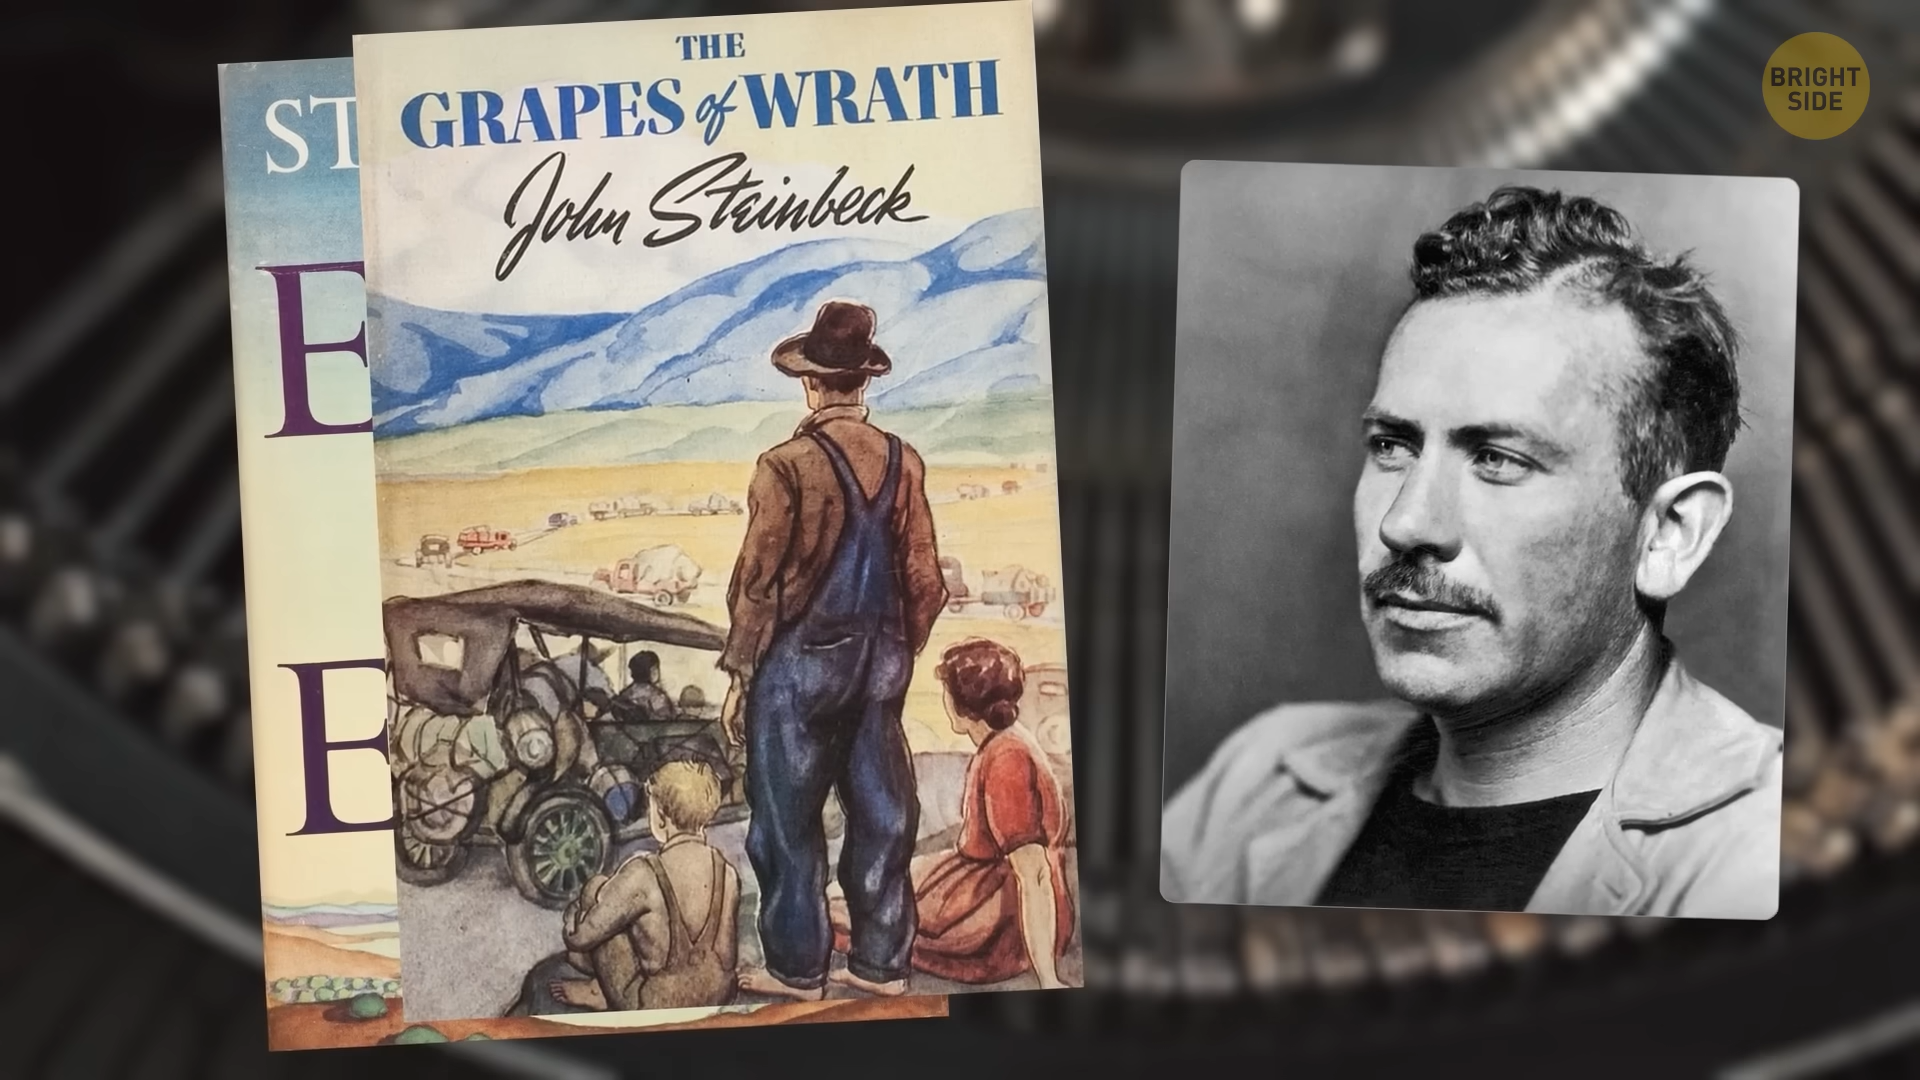 THE
GRAPES of WRATH
John Steinbeck
ST
E
E
BRIGHT
SIDE